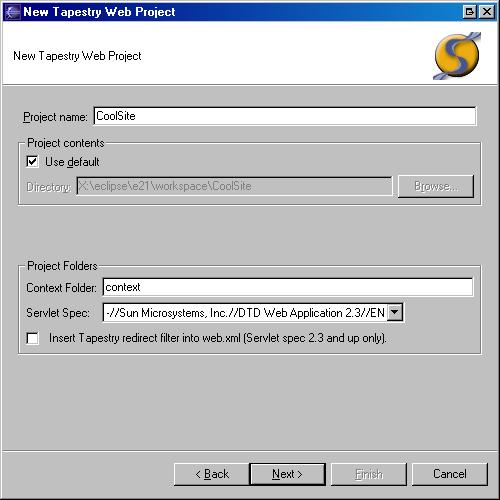 New Tapestry Web Project
New Tapestry Web Project
Project name: CoolSite
Project contents
Use default
Directory: X:\eclipse\e21\workspace\CoolSite Browse...
Project Folders
Context Folder: context
Servlet Spec: -//Sun Microsystems, Inc.//DTD Web Application 2.3//EN
Insert Tapestry redirect filter into web.xml (Servlet spec 2.3 and up only).
< Back Next > Finish Cancel